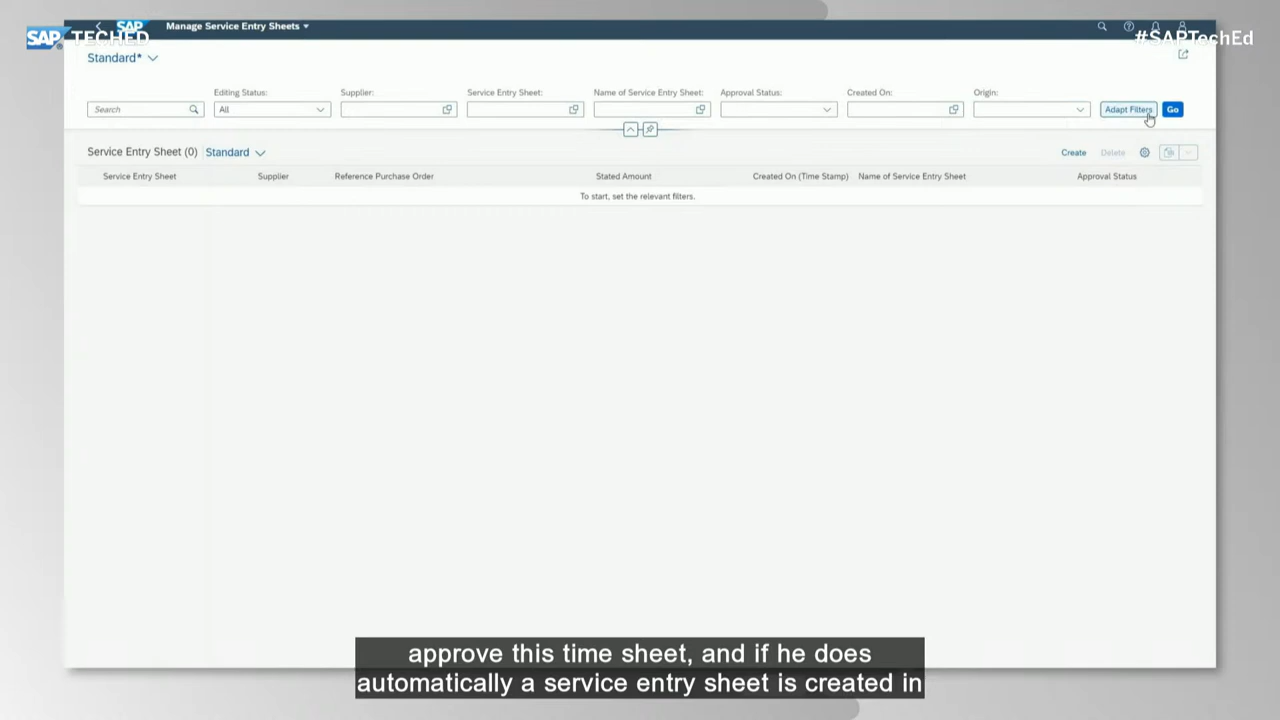 SAP
Manage Service Entry Sheets
SAP TECHED
#SAPTechEd
Standard*
Editing Status:
Supplier:
Service Entry Sheet:
Name of Service Entry Sheet:
Approval Status:
Created On:
Origin:
Search
All
Adapt Filters
Go
Service Entry Sheet (0) Standard
Create
Delete
Service Entry Sheet
Supplier
Reference Purchase Order
Stated Amount
Created On (Time Stamp)
Name of Service Entry Sheet
Approval Status
To start, set the relevant filters.
approve this time sheet, and if he does
automatically a service entry sheet is created in